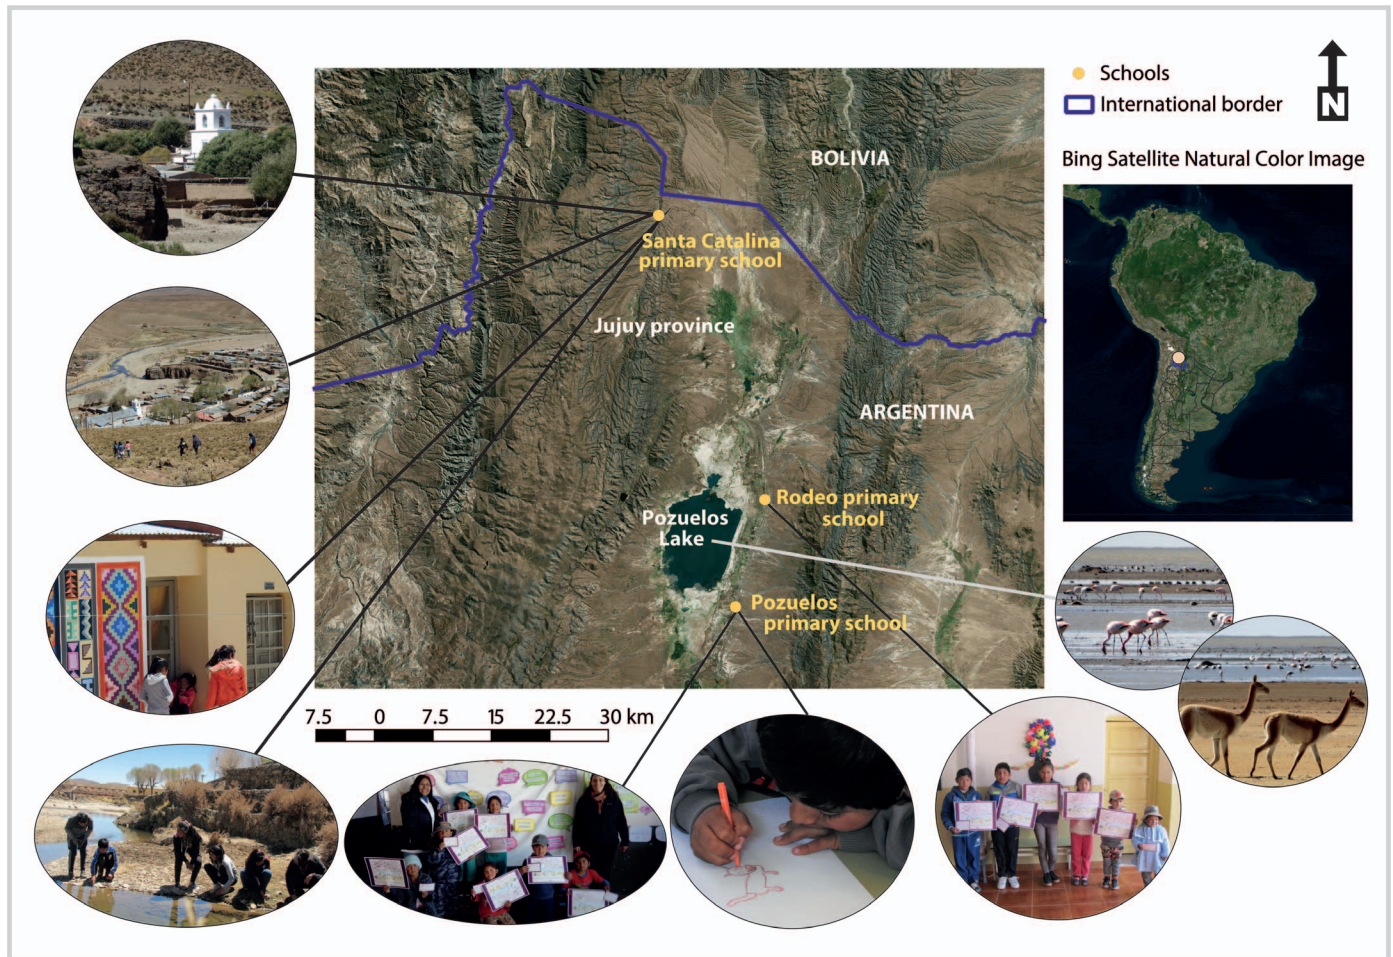 Schools
International border
N
Bing Satellite Natural Color Image
BOLIVIA
Santa Catalina
primary school
Jujuy province
ARGENTINA
Rodeo primary
school
Pozuelos
Lake
Pozuelos
primary school
7.5 0 7.5 15 22.5 30 km